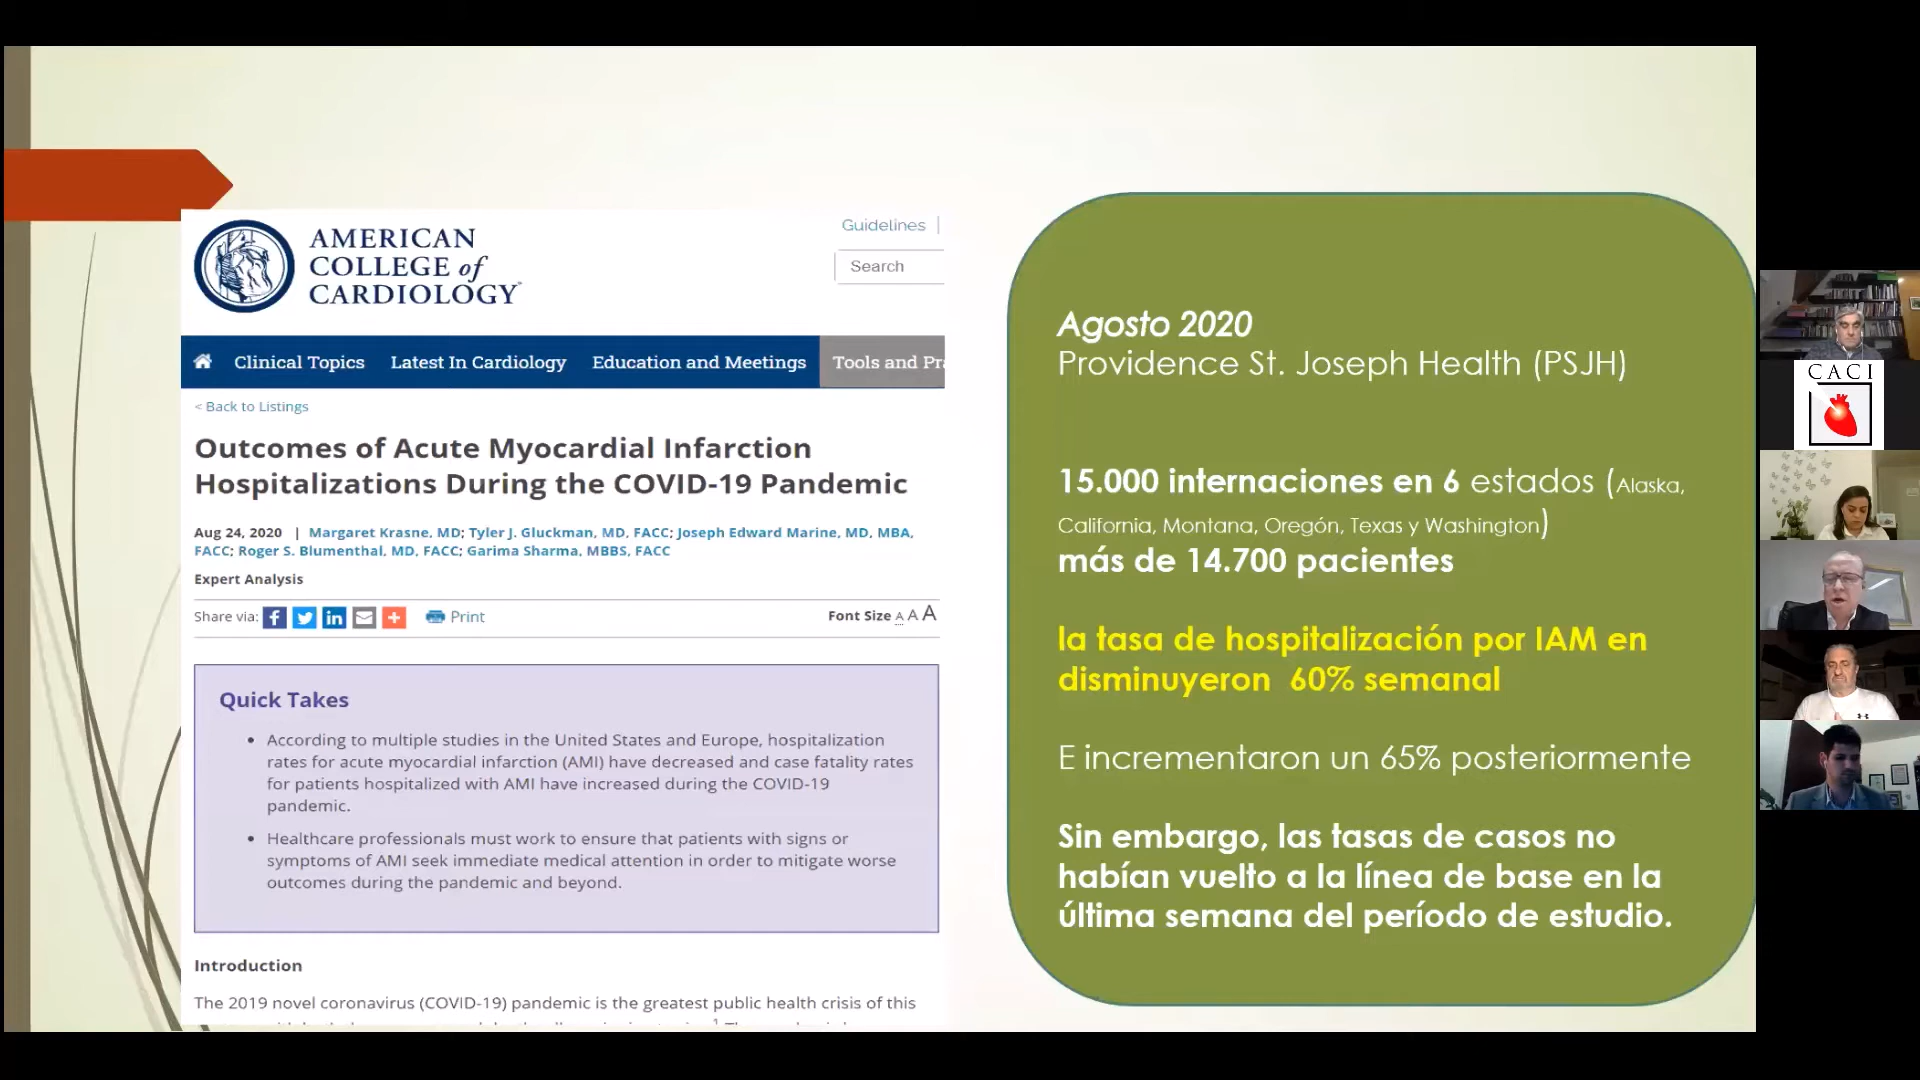 AMERICAN
COLLEGE of
CARDIOLOGY
Guidelines |
Search
Clinical Topics Latest In Cardiology Education and Meetings Tools and Pra
< Back to Listings
Outcomes of Acute Myocardial Infarction
Hospitalizations During the COVID-19 Pandemic
Aug 24, 2020 | Margaret Krasne, MD; Tyler J. Gluckman, MD, FACC; Joseph Edward Marine, MD, MBA,
FACC; Roger S. Blumenthal, MD, FACC; Garima Sharma, MBBS, FACC
Expert Analysis
Share via: f in + Print Font Size A A A
Quick Takes
• According to multiple studies in the United States and Europe, hospitalization
rates for acute myocardial infarction (AMI) have decreased and case fatality rates
for patients hospitalized with AMI have increased during the COVID-19
pandemic.
• Healthcare professionals must work to ensure that patients with signs or
symptoms of AMI seek immediate medical attention in order to mitigate worse
outcomes during the pandemic and beyond.
Introduction
The 2019 novel coronavirus (COVID-19) pandemic is the greatest public health crisis of this
Agosto 2020
Providence St. Joseph Health (PSJH)
15.000 internaciones en 6 estados (Alaska,
California, Montana, Oregón, Texas y Washington)
más de 14.700 pacientes
la tasa de hospitalización por IAM en
disminuyeron 60% semanal
E incrementaron un 65% posteriormente
Sin embargo, las tasas de casos no
habían vuelto a la línea de base en la
última semana del período de estudio.
CACI